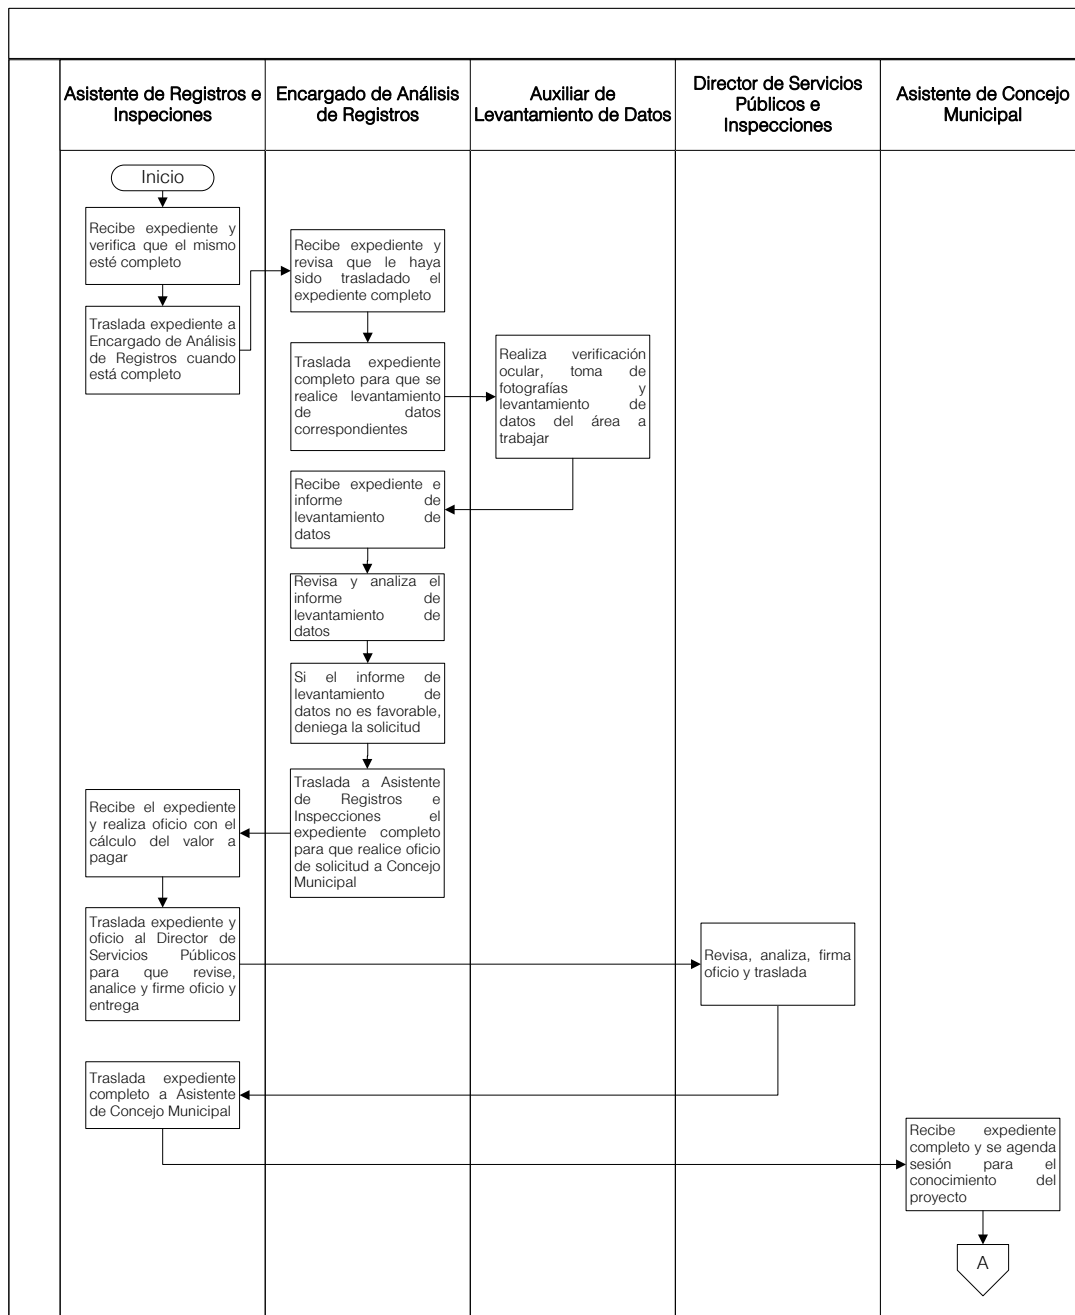 Asistente de Registros e
Inspeciones
Encargado de Análisis
de Registros
Auxiliar de
Levantamiento de Datos
Director de Servicios
Públicos e
Inspecciones
Asistente de Concejo
Municipal
Inicio
Recibe expediente y
verifica que el mismo
esté completo
Traslada expediente a
Encargado de Análisis
de Registros cuando
está completo
Recibe expediente y
revisa que le haya
sido trasladado el
expediente completo
Traslada expediente
completo para que se
realice levantamiento
de datos
correspondientes
Realiza verificación
ocular, toma de
fotografías y
levantamiento de
datos del área a
trabajar
Recibe expediente e
informe de
levantamiento de
datos
Revisa y analiza el
informe de
levantamiento de
datos
Si el informe de
levantamiento de
datos no es favorable,
deniega la solicitud
Traslada a Asistente
de Registros e
Inspecciones el
expediente completo
para que realice oficio
de solicitud a Concejo
Municipal
Recibe el expediente
y realiza oficio con el
cálculo del valor a
pagar
Traslada expediente y
oficio al Director de
Servicios Públicos
para que revise,
analice y firme oficio y
entrega
Revisa, analiza, firma
oficio y traslada
Traslada expediente
completo a Asistente
de Concejo Municipal
Recibe expediente
completo y se agenda
sesión para el
conocimiento del
proyecto
A